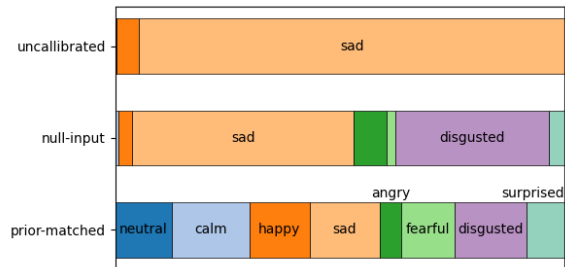 uncallibrated
sad
null-input
sad
disgusted
angry
surprised
prior-matched
neutral
calm
happy
sad
fearful
disgusted